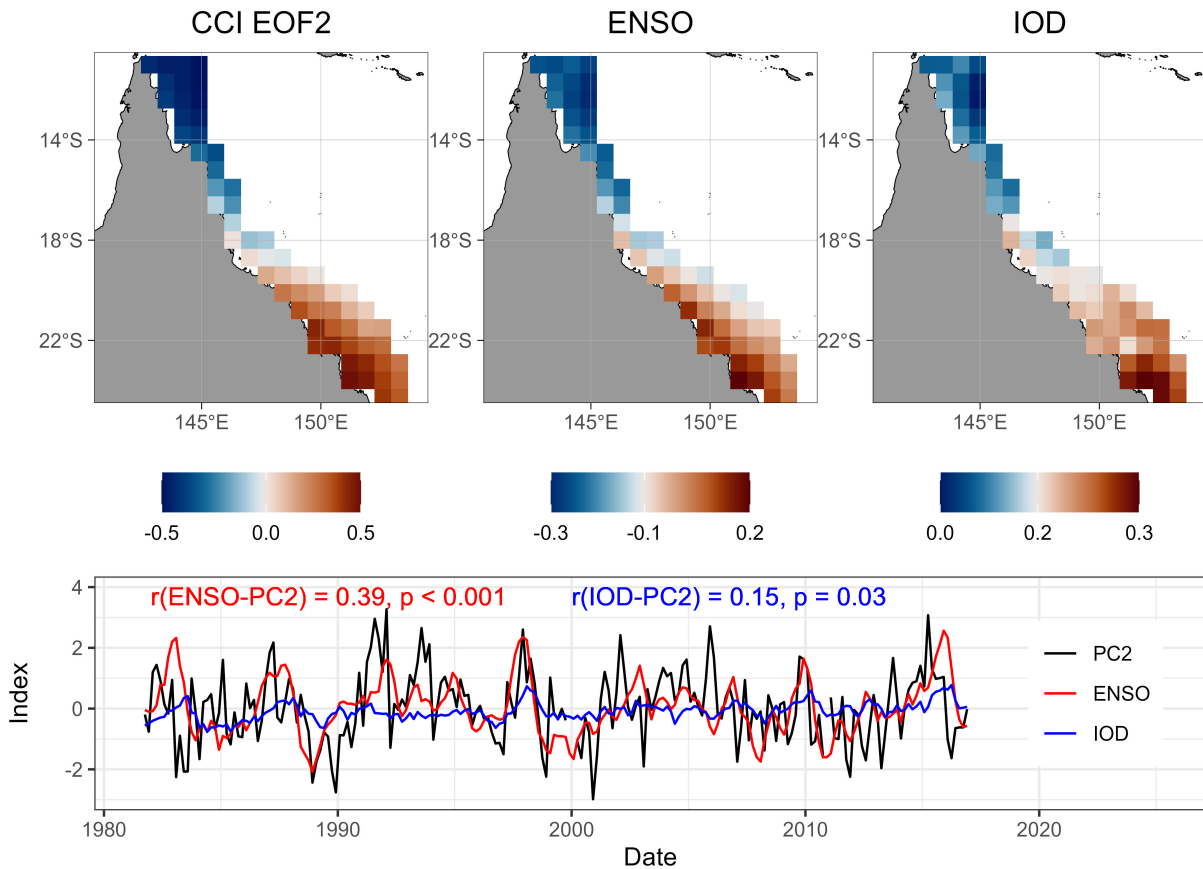 CCI EOF2 ENSO IOD
14°S 14°S 14°S
18°S 18°S 18°S
22°S 22°S 22°S
145°E 150°E 145°E 150°E 145°E 150°E
-0.5 0.0 0.5 -0.3 -0.1 0.2 0.0 0.2 0.3
r(ENSO-PC2) = 0.39, p < 0.001 r(IOD-PC2) = 0.15, p = 0.03
Index
4
2
0
-2
PC2
ENSO
IOD
1980 1990 2000 2010 2020
Date